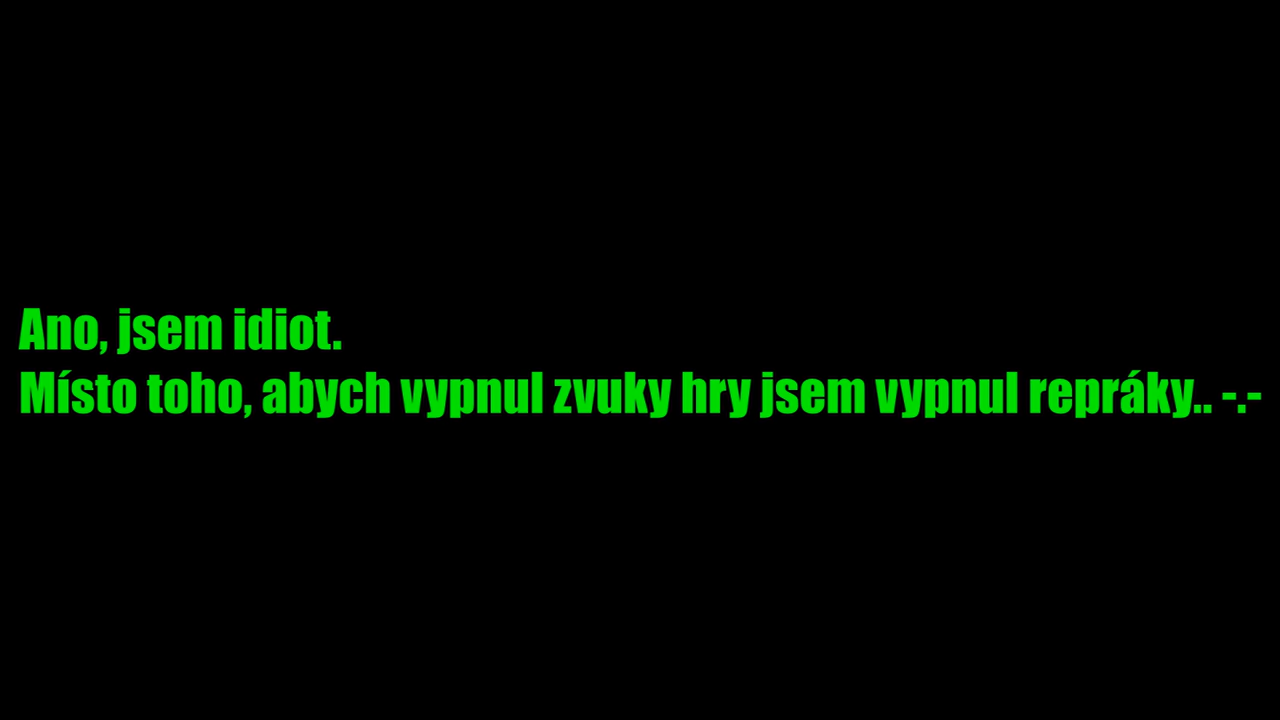 Ano, jsem idiot.
Místo toho, abych vypnul zvuky hry jsem vypnul repráky.. -.-